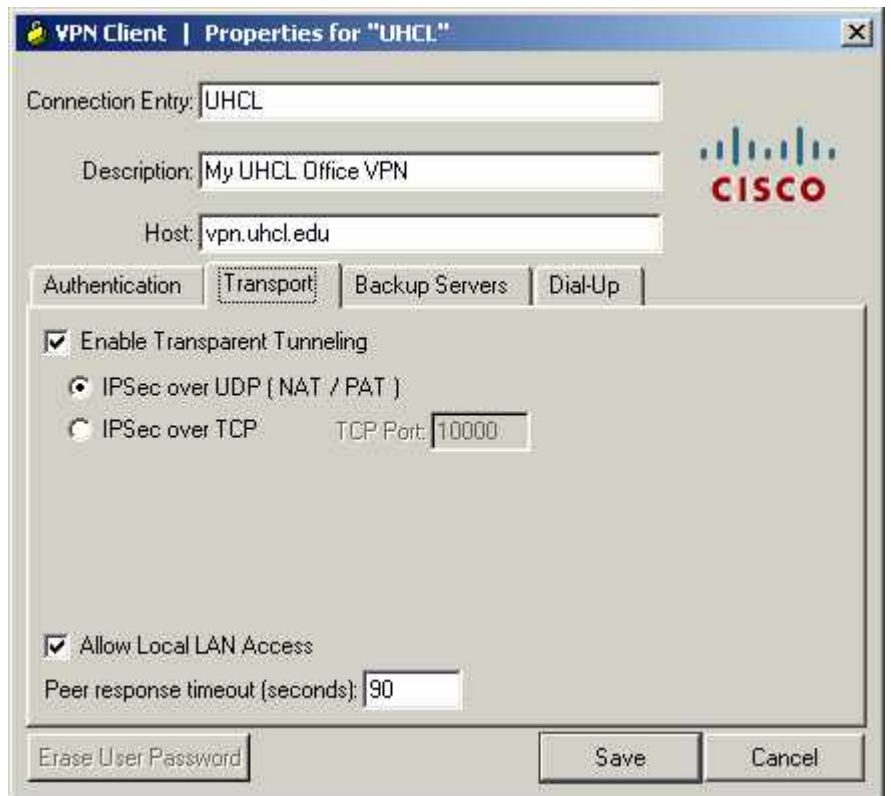 VPN Client | Properties for "UHCL"
Connection Entry: UHCL
CISCO
Description: My UHCL Office VPN
Host: vpn.uhcl.edu
Authentication Transport Backup Servers Dial-Up
Enable Transparent Tunneling
IPSec over UDP ( NAT / PAT )
IPSec over TCP TCP Port: 10000
Allow Local LAN Access
Peer response timeout (seconds): 90
Erase User Password Save Cancel